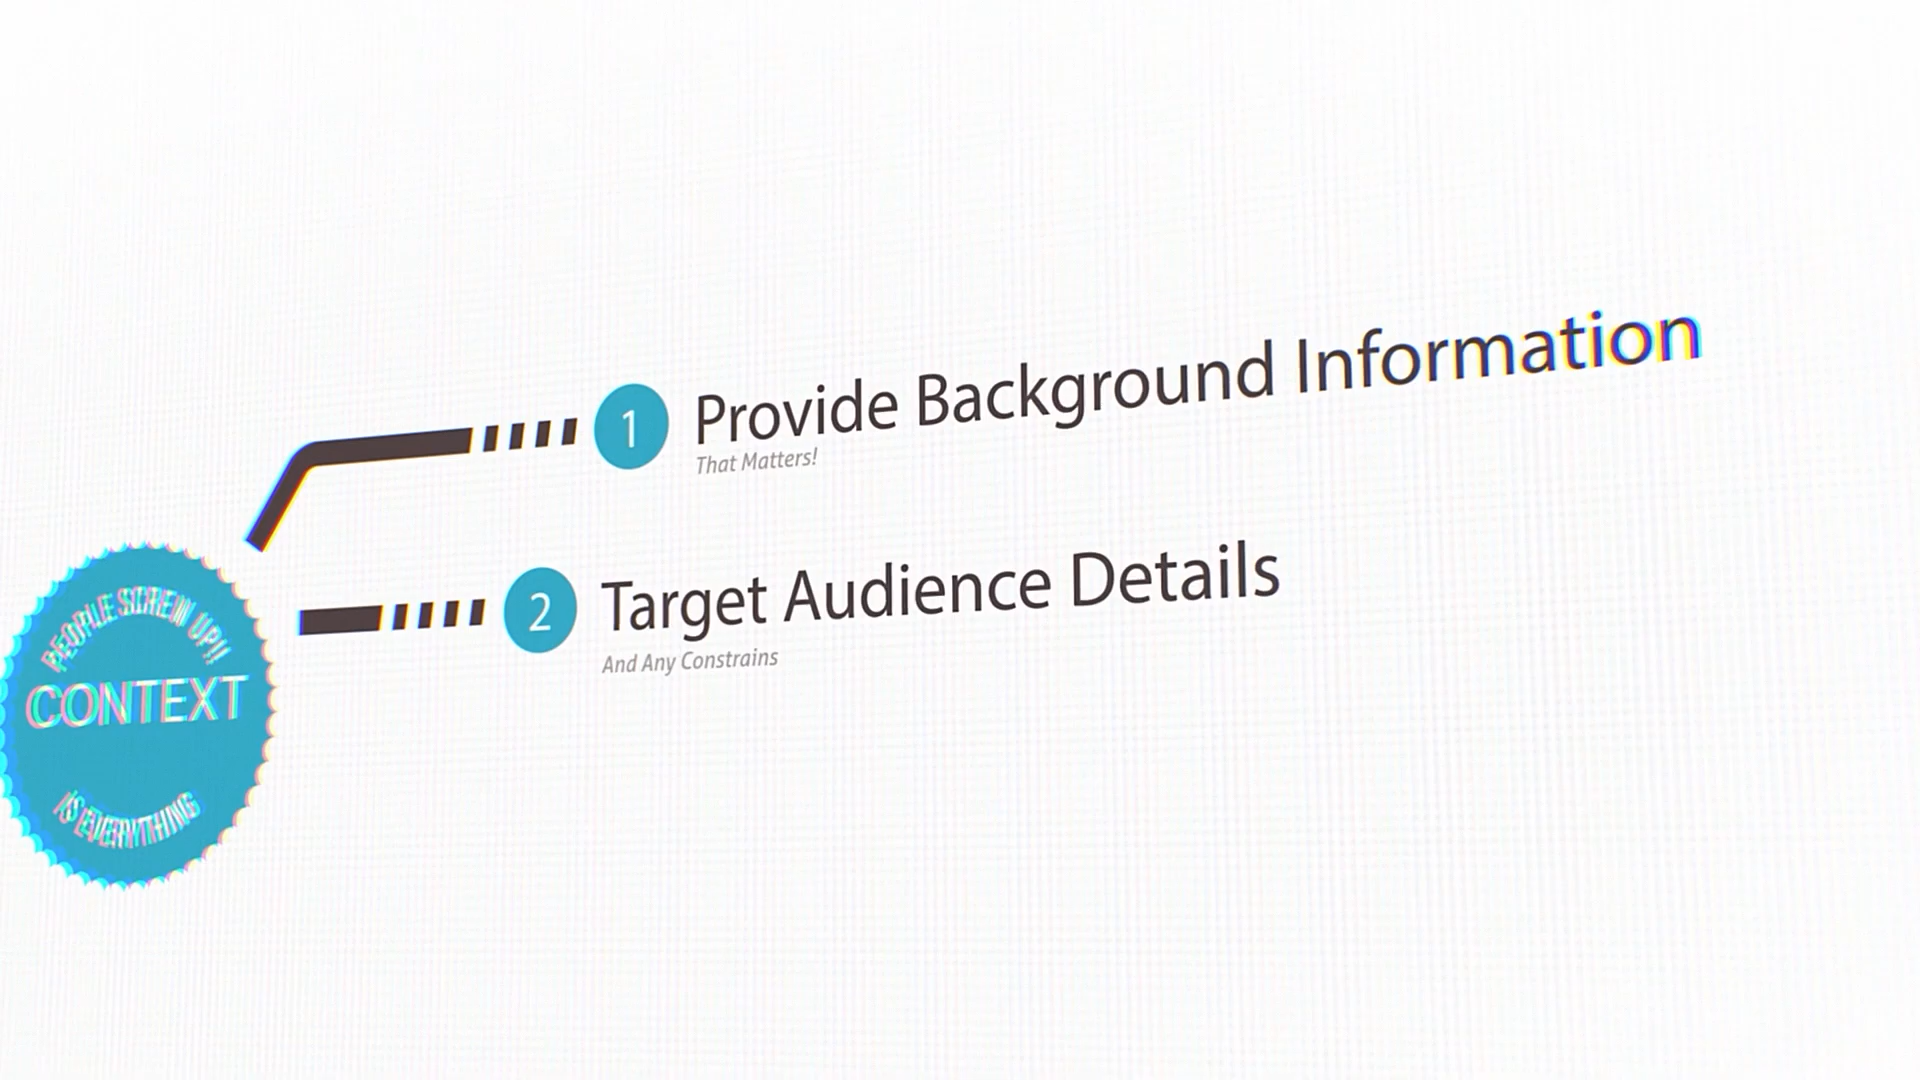 PEOPLE SCREW UP!!
CONTEXT
IS EVERYTHING
1
Provide Background Information
That Matters!
2
Target Audience Details
And Any Constrains